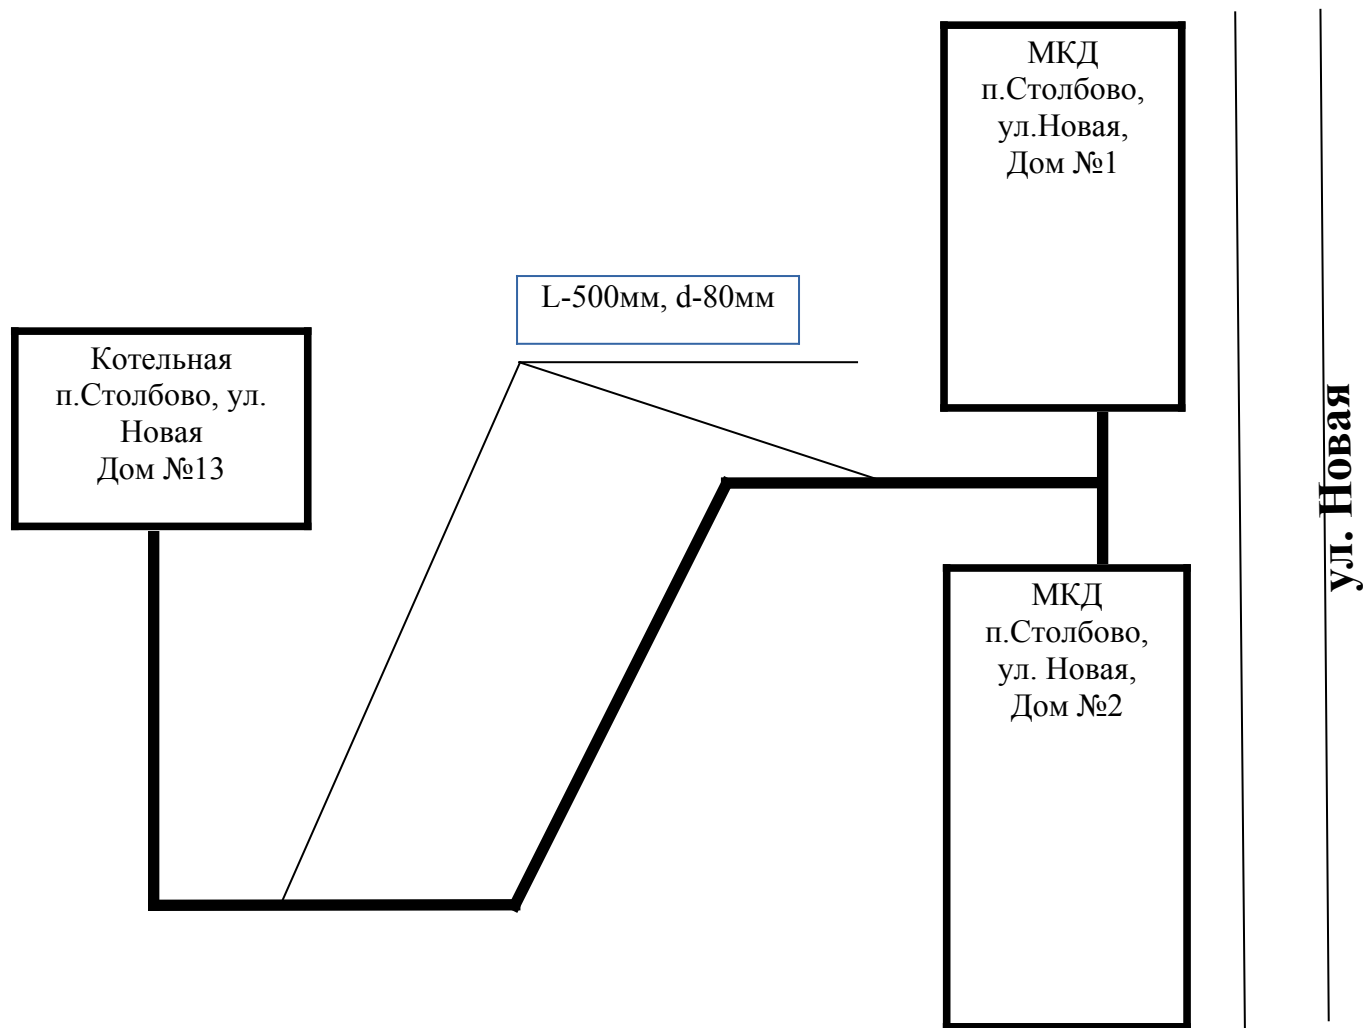 МКД
п.Столбово,
ул.Новая,
Дом №1
L-500мм, d-80мм
Котельная
п.Столбово, ул.
Новая
Дом №13
ул. Новая
МКД
п.Столбово,
ул. Новая,
Дом №2